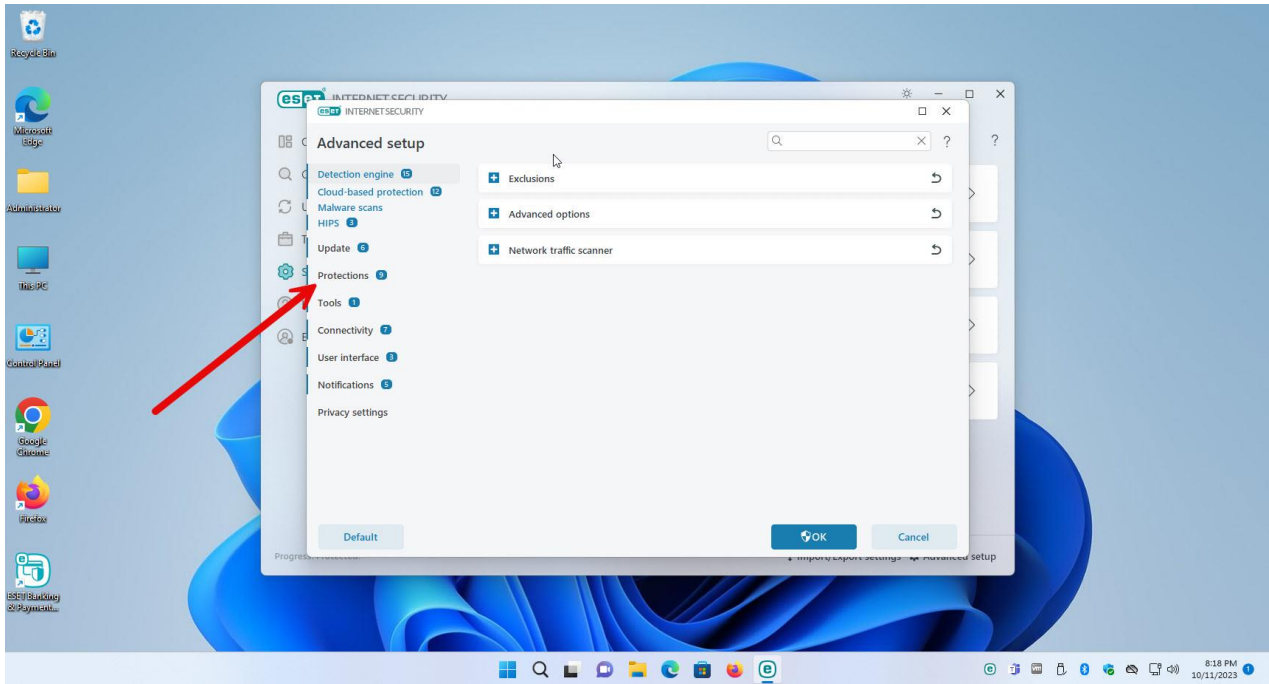 Recycle Bin
Microsoft
Edge
Administrator
This PC
Control Panel
Google
Chrome
Firefox
ESET Banking
& Payment...
eset INTERNET SECURITY
eset INTERNET SECURITY
Advanced setup
?
?
Detection engine 15
Cloud-based protection 12
Malware scans
HIPS 3
Update 6
Protections 9
Tools 1
Connectivity 7
User interface 3
Notifications 5
Privacy settings
Exclusions
Advanced options
Network traffic scanner
Default
OK
Cancel
Import/Export settings Advanced setup
8:18 PM
10/11/2023
1